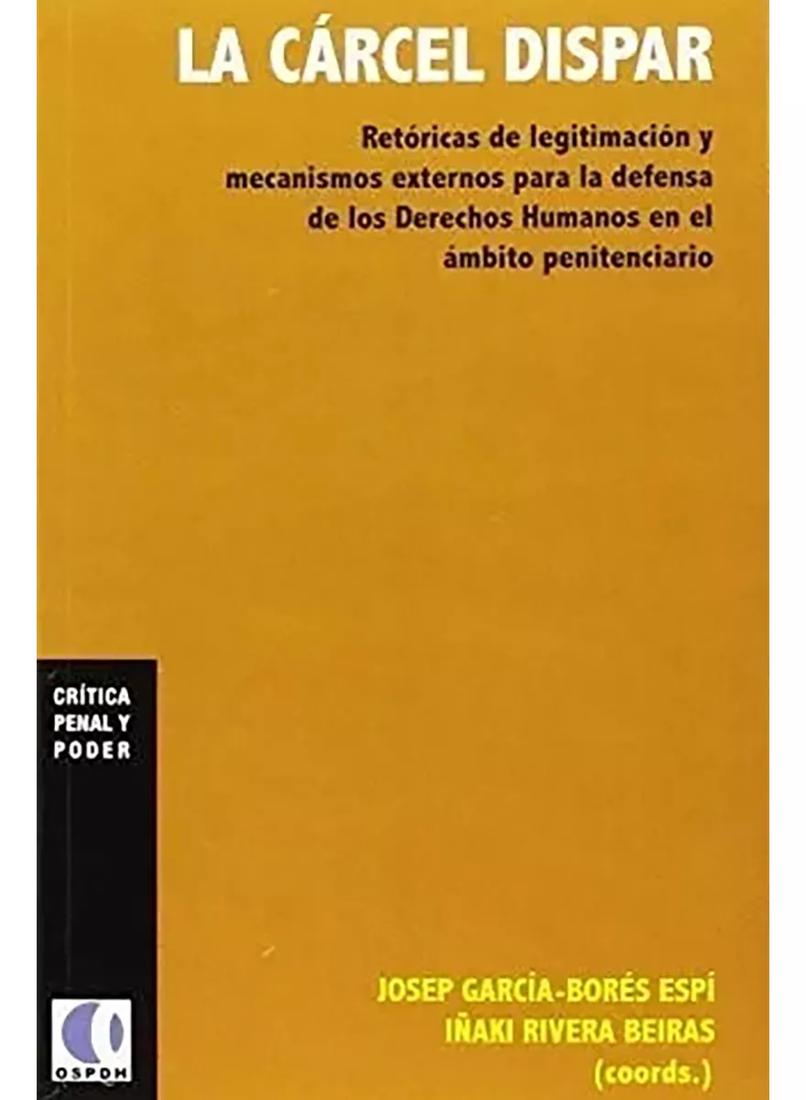 LA CÁRCEL DISPAR
Retóricas de legitimación y
mecanismos externos para la defensa
de los Derechos Humanos en el
ámbito penitenciario
CRÍTICA
PENAL Y
PODER
OSPDH
JOSEP GARCÍA-BORÉS ESPÍ
IÑAKI RIVERA BEIRAS
(coords.)